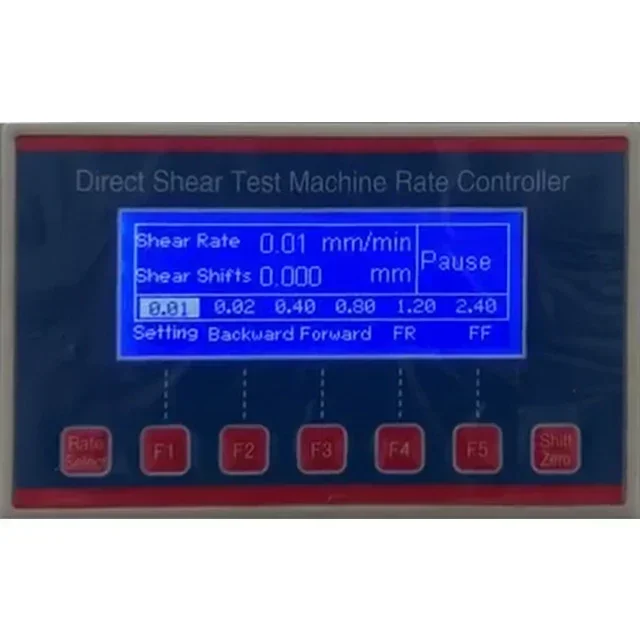 Direct Shear Test Machine Rate Controller
Shear Rate 0.01 mm/min
Pause
Shear Shifts 0.000 mm
0.01 0.02 0.40 0.80 1.20 2.40
Setting Backward Forward FR FF
Rate Select F1 F2 F3 F4 F5 Shift Zero